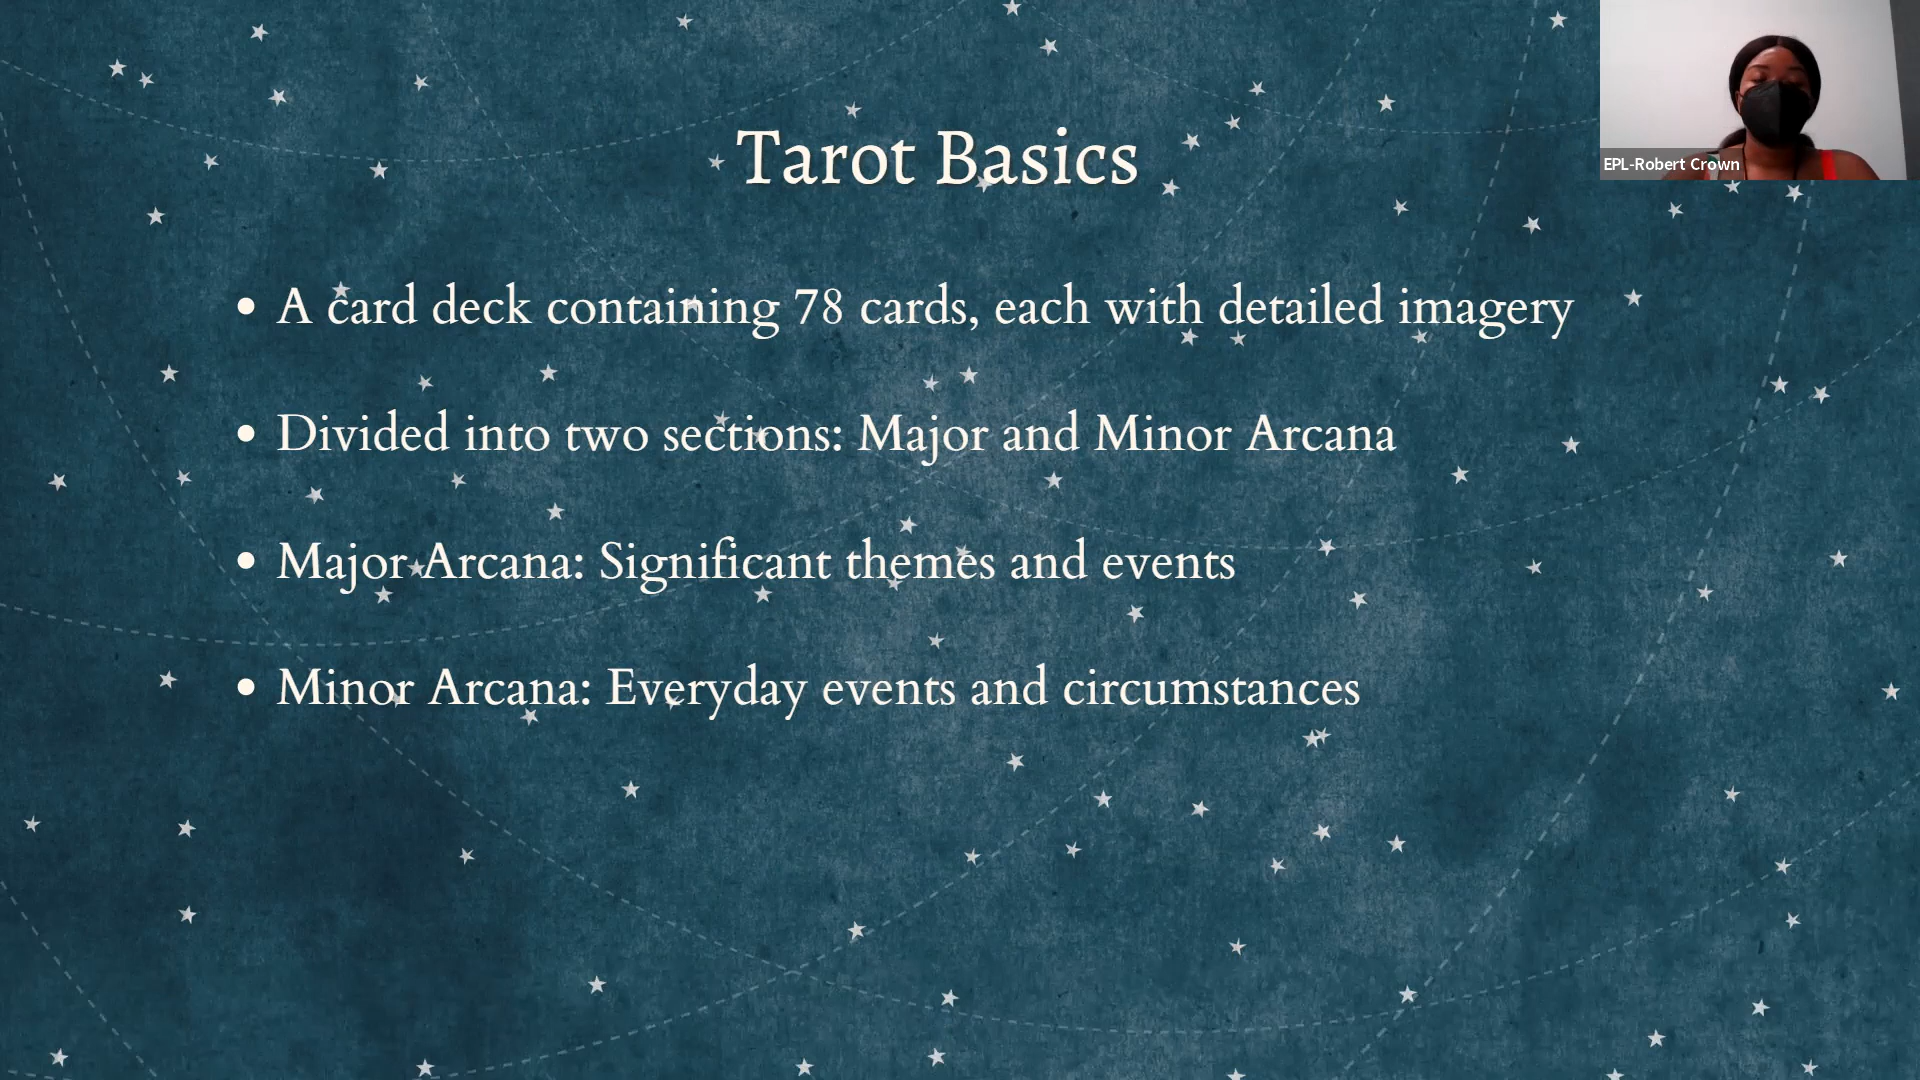 Tarot Basics
EPL-Robert Crown
• A card deck containing 78 cards, each with detailed imagery
• Divided into two sections: Major and Minor Arcana
• Major Arcana: Significant themes and events
• Minor Arcana: Everyday events and circumstances